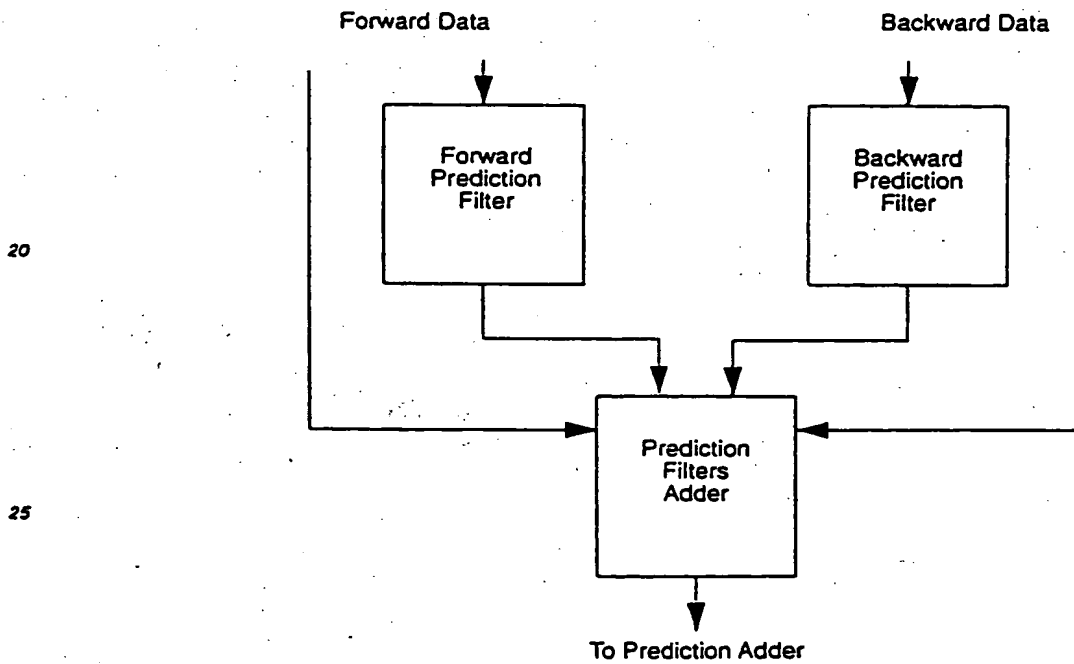 Forward Data
Backward Data
Forward
Prediction
Filter
Backward
Prediction
Filter
20
Prediction
Filters
Adder
25
To Prediction Adder